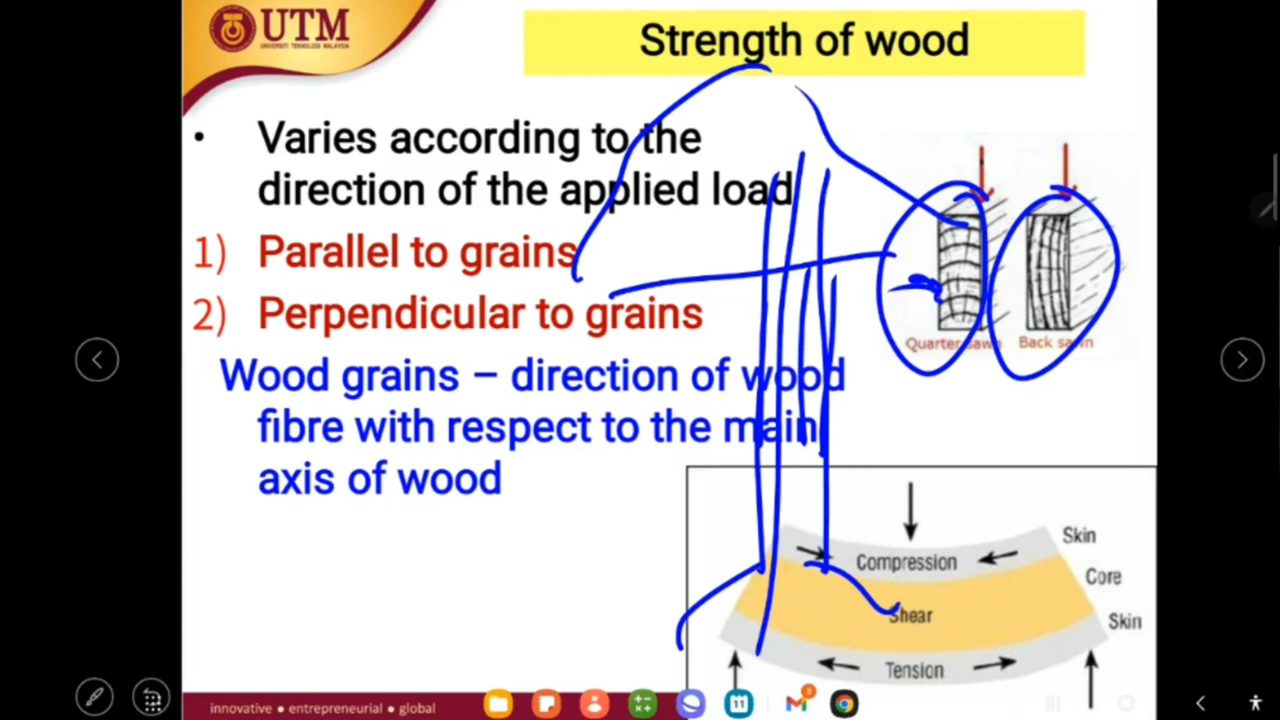 UTM
UNIVERSITI TEKNOLOGI MALAYSIA
Strength of wood
• Varies according to the
direction of the applied load
1) Parallel to grains
2) Perpendicular to grains
Wood grains – direction of wood
fibre with respect to the main
axis of wood
Quarter sawn
Back sawn
Skin
Compression
Core
Shear
Skin
Tension
innovative ● entrepreneurial ● global
11